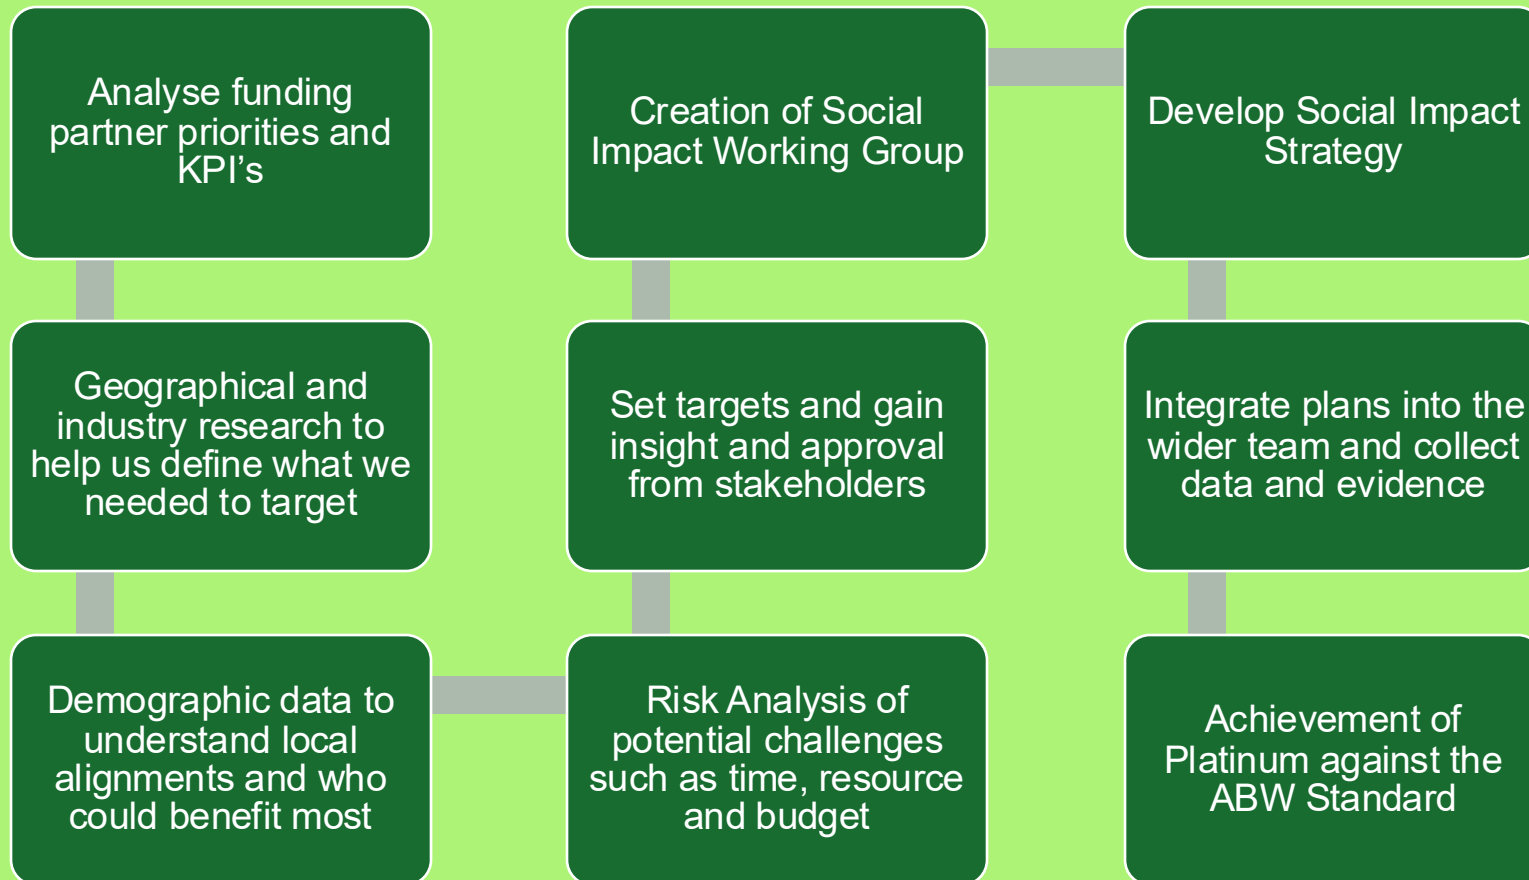 Analyse funding
partner priorities and
KPI’s
Geographical and
industry research to
help us define what we
needed to target
Demographic data to
understand local
alignments and who
could benefit most
Risk Analysis of
potential challenges
such as time, resource
and budget
Set targets and gain
insight and approval
from stakeholders
Creation of Social
Impact Working Group
Develop Social Impact
Strategy
Integrate plans into the
wider team and collect
data and evidence
Achievement of
Platinum against the
ABW Standard